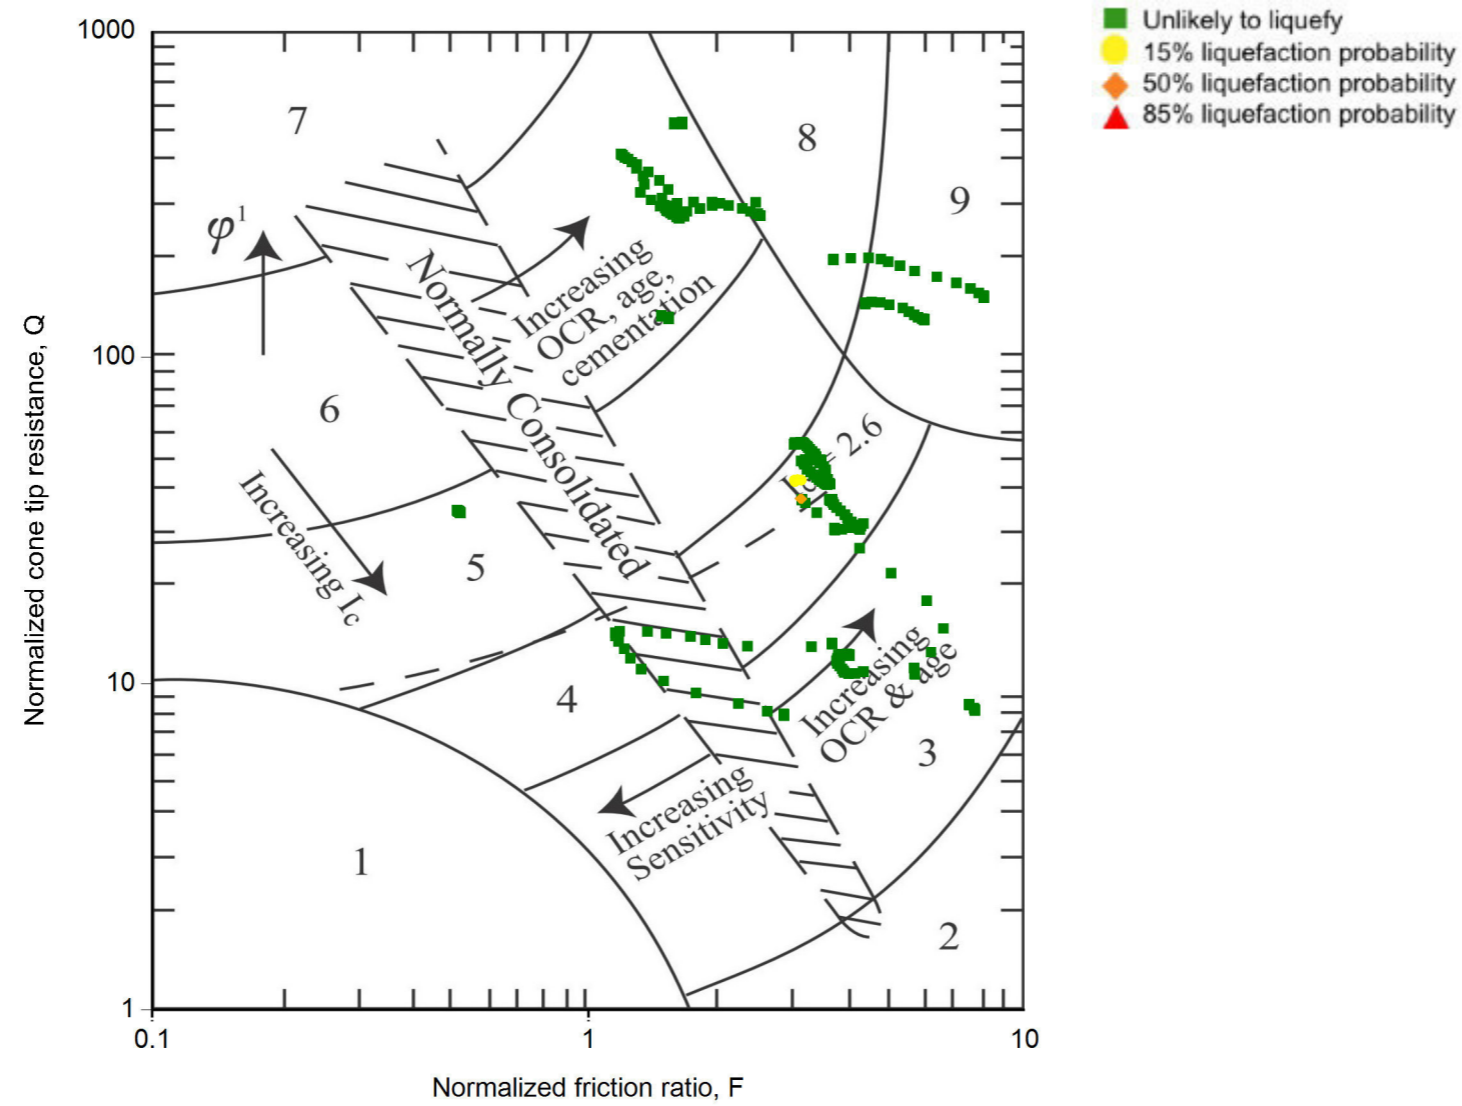 Unlikely to liquefy
15% liquefaction probability
50% liquefaction probability
85% liquefaction probability
1000
100
10
1
0.1
1
10
Normalized cone tip resistance, Q
Normalized friction ratio, F
7
8
9
φ¹
6
5
4
3
2
1
Increasing
OCR, age,
cementation
Normally Consolidated
Increasing Ic
= 2.6
Increasing
OCR & age
Increasing
Sensitivity